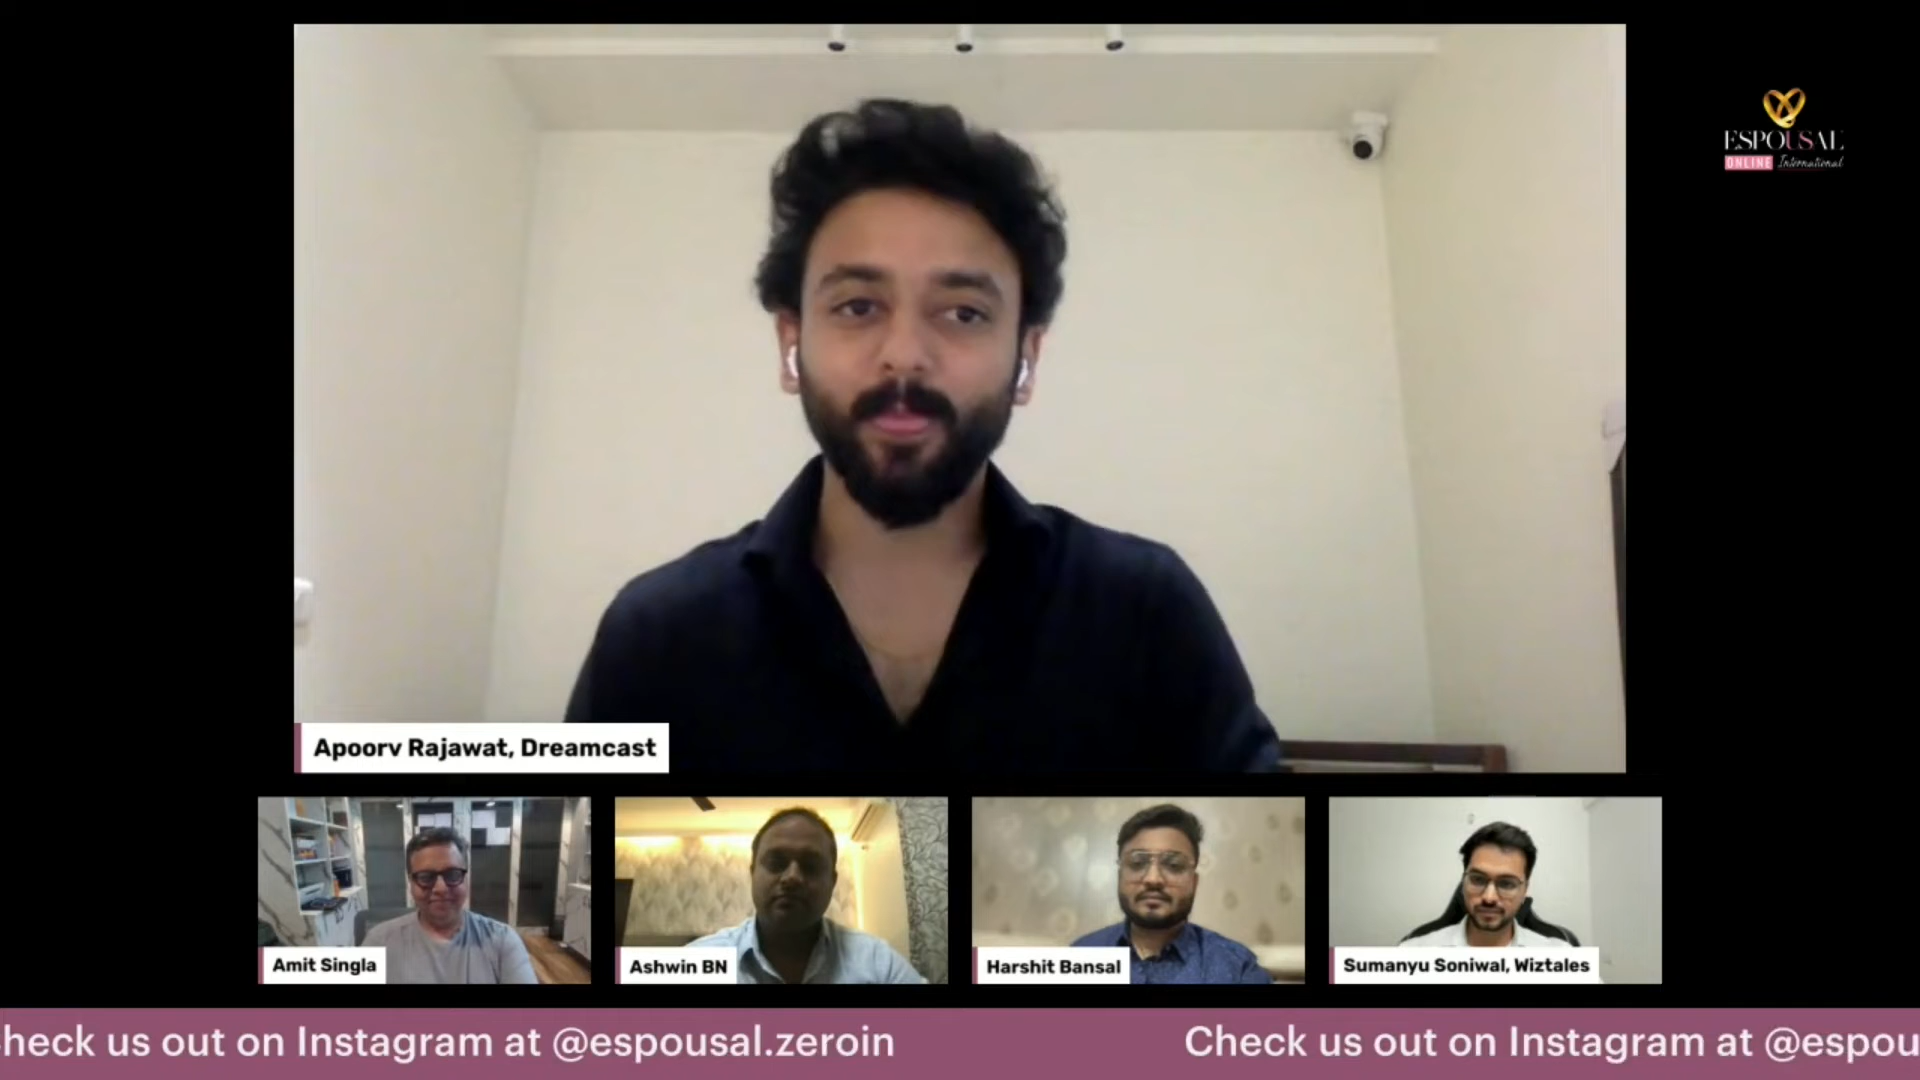 ESPOUSAL
ONLINE International
Apoorv Rajawat, Dreamcast
Amit Singla
Ashwin BN
Harshit Bansal
Sumanyu Soniwal, Wiztales
heck us out on Instagram at @espousal.zeroin
Check us out on Instagram at @espou